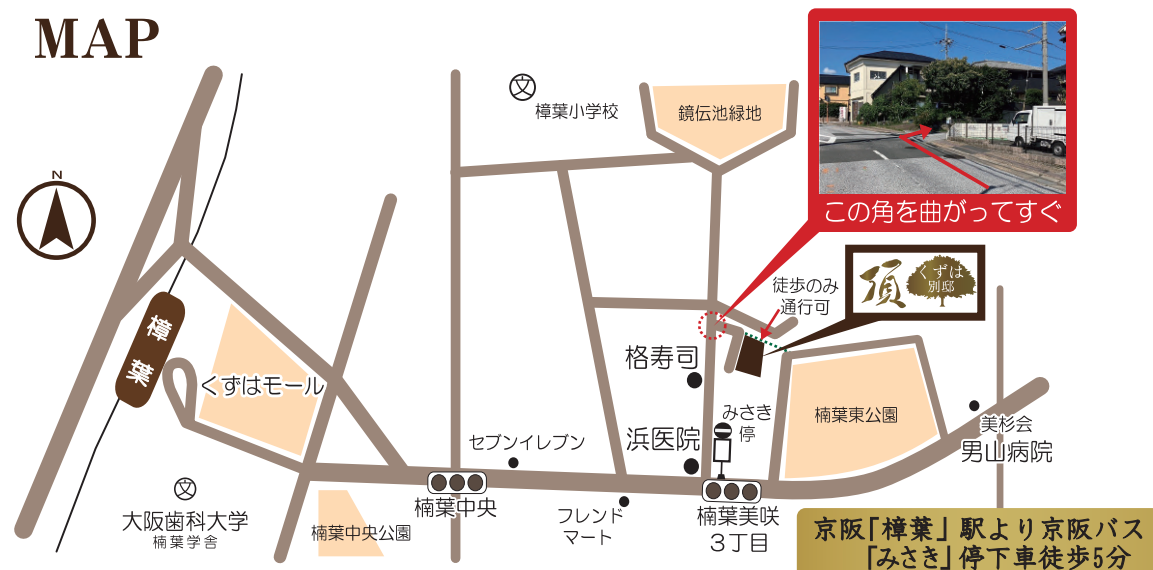 MAP
N
樟葉小学校
鏡伝池緑地
この角を曲がってすぐ
頂
くずは
別邸
徒歩のみ
通行可
樟葉
くずはモール
格寿司
みさき
停
浜医院
楠葉東公園
美杉会
男山病院
セブンイレブン
文
文
大阪歯科大学
楠葉学舎
楠葉中央公園
楠葉中央
フレンド
マート
楠葉美咲
3丁目
京阪「樟葉」駅より京阪バス
「みさき」停下車徒歩5分